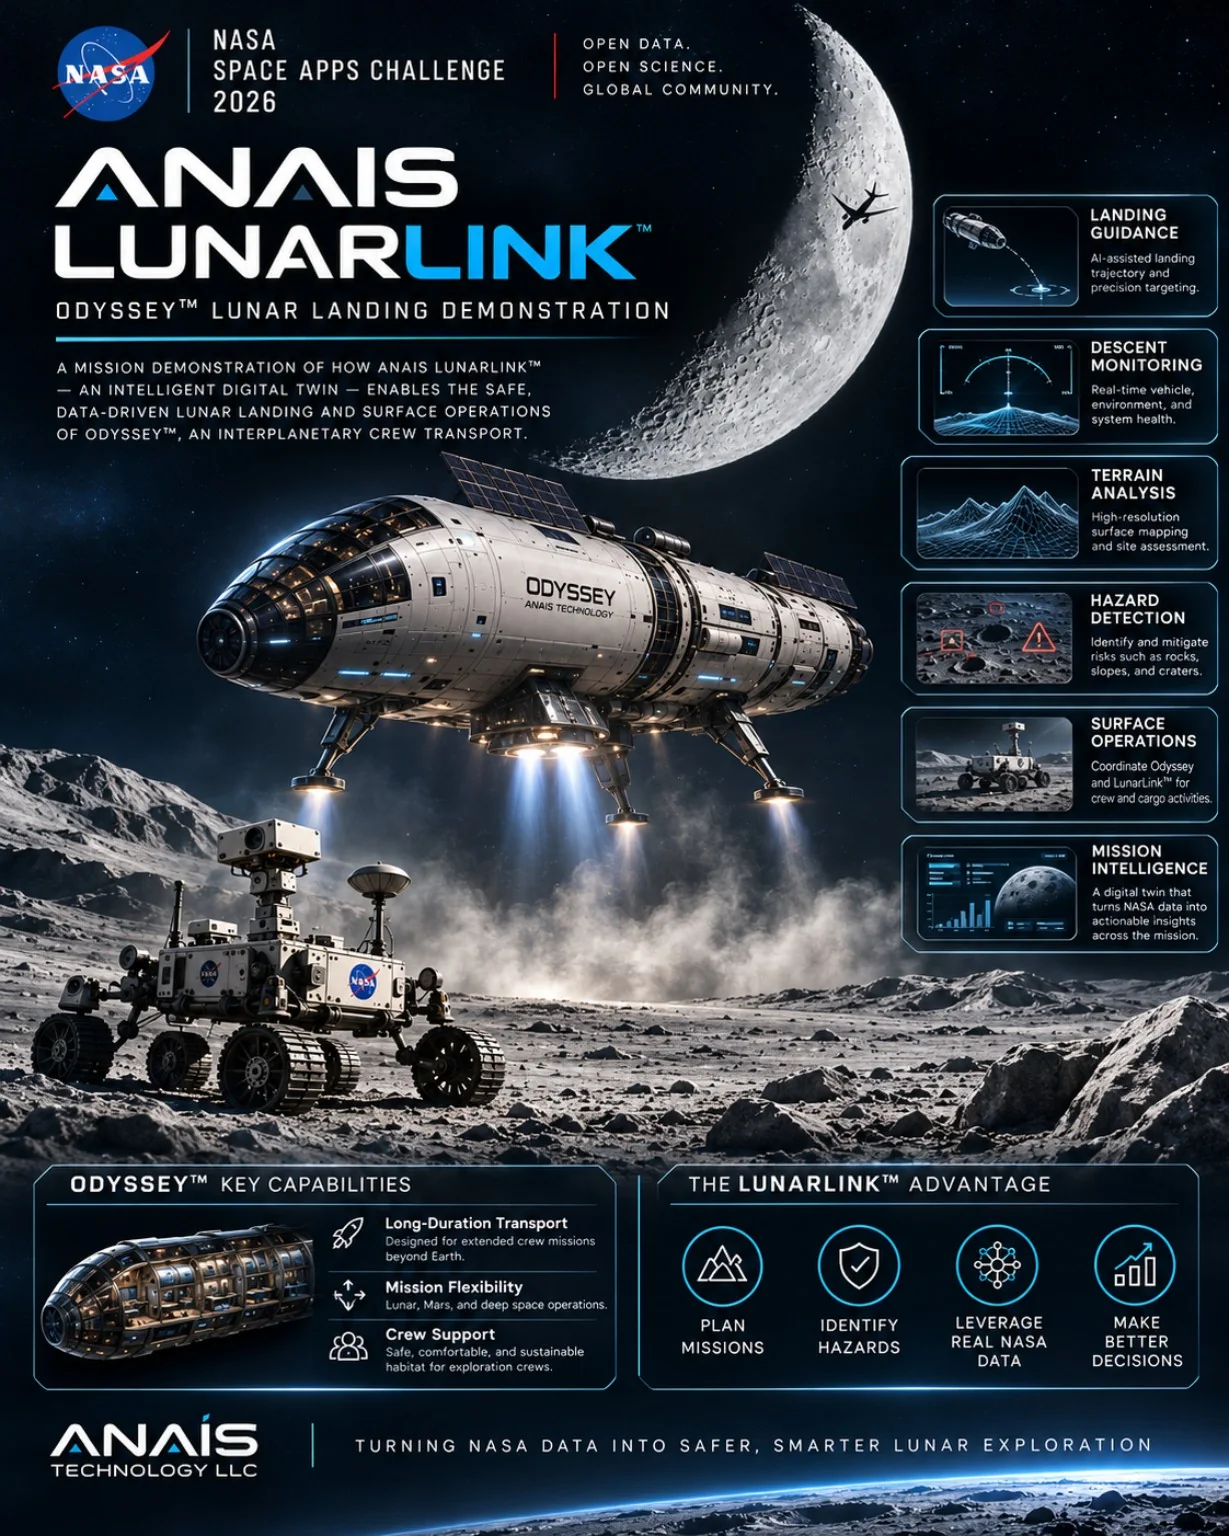 NASA
NASA
SPACE APPS CHALLENGE
2026
OPEN DATA.
OPEN SCIENCE.
GLOBAL COMMUNITY.
ANAIS
LUNARLINK™
ODYSSEY™ LUNAR LANDING DEMONSTRATION
A MISSION DEMONSTRATION OF HOW ANAIS LUNARLINK™
— AN INTELLIGENT DIGITAL TWIN — ENABLES THE SAFE,
DATA-DRIVEN LUNAR LANDING AND SURFACE OPERATIONS
OF ODYSSEY™, AN INTERPLANETARY CREW TRANSPORT.
LANDING
GUIDANCE
AI-assisted landing
trajectory and
precision targeting.
DESCENT
MONITORING
Real-time vehicle,
environment, and
system health.
TERRAIN
ANALYSIS
High-resolution
surface mapping
and site assessment.
HAZARD
DETECTION
Identify and mitigate
risks such as rocks,
slopes, and craters.
SURFACE
OPERATIONS
Coordinate Odyssey
and LunarLink™ for
crew and cargo activities.
MISSION
INTELLIGENCE
A digital twin that
turns NASA data into
actionable insights
across the mission.
ODYSSEY
ANAIS TECHNOLOGY
NASA
NASA
ODYSSEY™ KEY CAPABILITIES
Long-Duration Transport
Designed for extended crew missions
beyond Earth.
Mission Flexibility
Lunar, Mars, and deep space operations.
Crew Support
Safe, comfortable, and sustainable
habitat for exploration crews.
THE LUNARLINK™ ADVANTAGE
PLAN
MISSIONS
IDENTIFY
HAZARDS
LEVERAGE
REAL NASA
DATA
MAKE
BETTER
DECISIONS
ANAÍS
TECHNOLOGY LLC
TURNING NASA DATA INTO SAFER, SMARTER LUNAR EXPLORATION